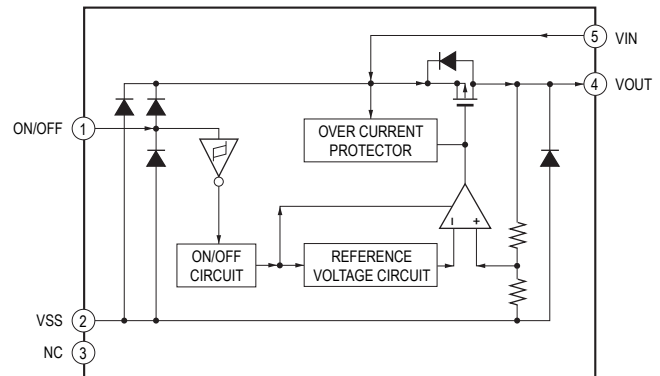 5 VIN
4 VOUT
ON/OFF 1
OVER CURRENT
PROTECTOR
- +
ON/OFF
CIRCUIT
REFERENCE
VOLTAGE CIRCUIT
VSS 2
NC 3